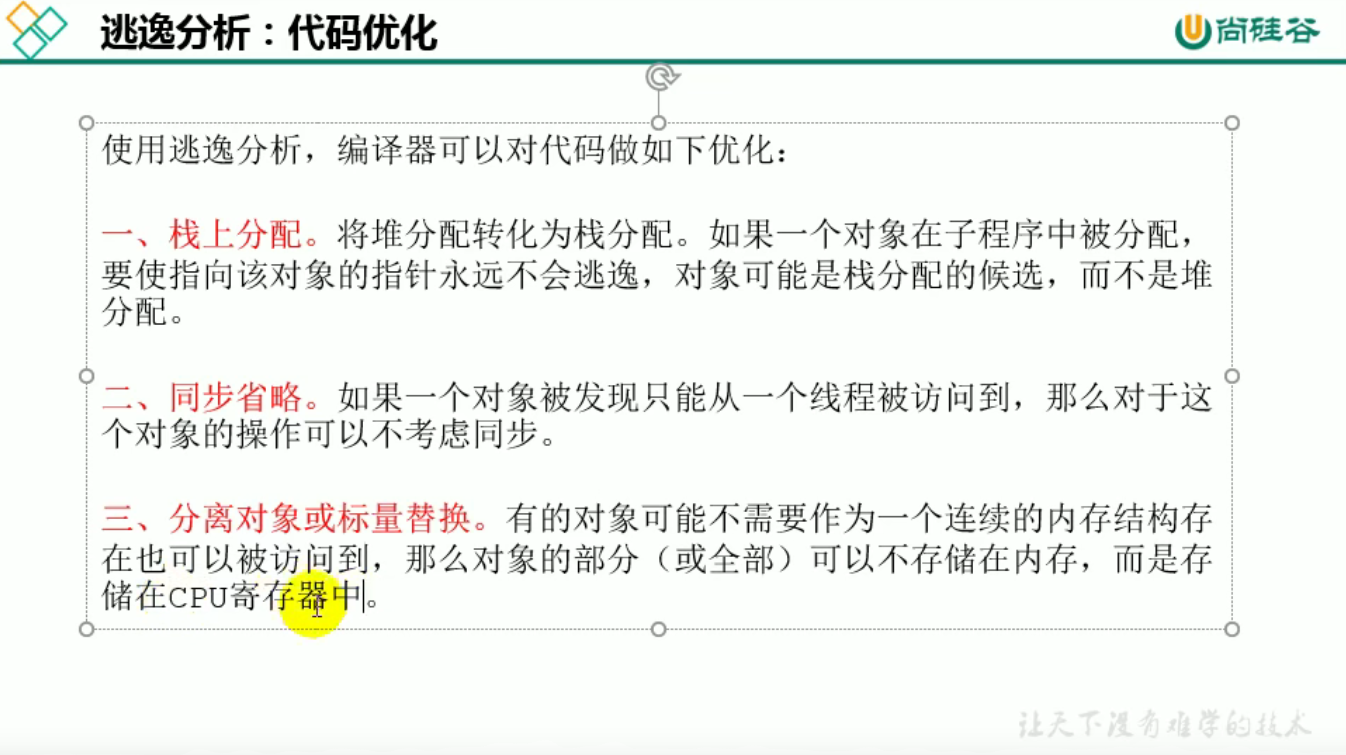 逃逸分析：代码优化
尚硅谷
使用逃逸分析，编译器可以对代码做如下优化：
一、栈上分配。将堆分配转化为栈分配。如果一个对象在子程序中被分配，
要使指向该对象的指针永远不会逃逸，对象可能是栈分配的候选，而不是堆
分配。
二、同步省略。如果一个对象被发现只能从一个线程被访问到，那么对于这
个对象的操作可以不考虑同步。
三、分离对象或标量替换。有的对象可能不需要作为一个连续的内存结构存
在也可以被访问到，那么对象的部分（或全部）可以不存储在内存，而是存
储在CPU寄存器中。
让天下没有难学的技术